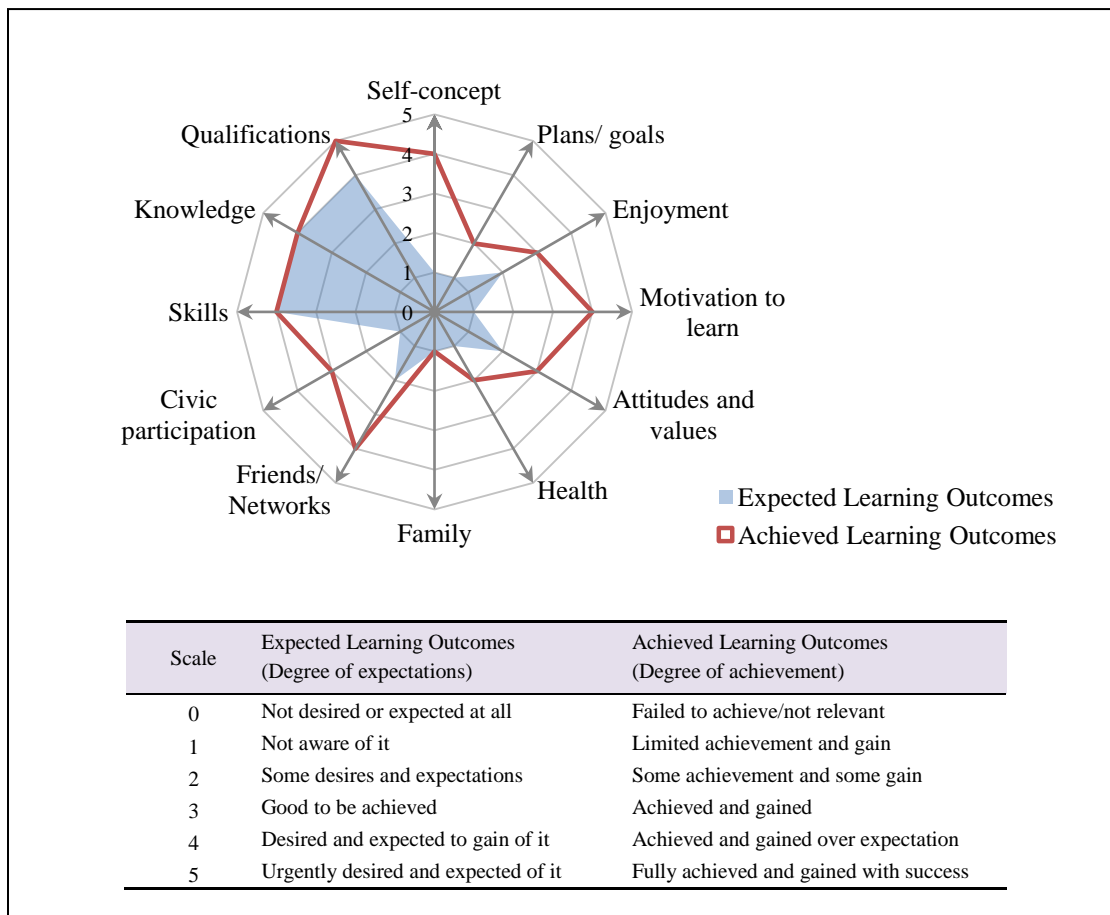 Self-concept
Plans/ goals
Enjoyment
Motivation to
learn
Attitudes and
values
Health
Family
Friends/
Networks
Civic
participation
Skills
Knowledge
Qualifications
5
4
3
2
1
0
Expected Learning Outcomes
Achieved Learning Outcomes
Scale
Expected Learning Outcomes
(Degree of expectations)
Achieved Learning Outcomes
(Degree of achievement)
0 Not desired or expected at all Failed to achieve/not relevant
1 Not aware of it Limited achievement and gain
2 Some desires and expectations Some achievement and some gain
3 Good to be achieved Achieved and gained
4 Desired and expected to gain of it Achieved and gained over expectation
5 Urgently desired and expected of it Fully achieved and gained with success